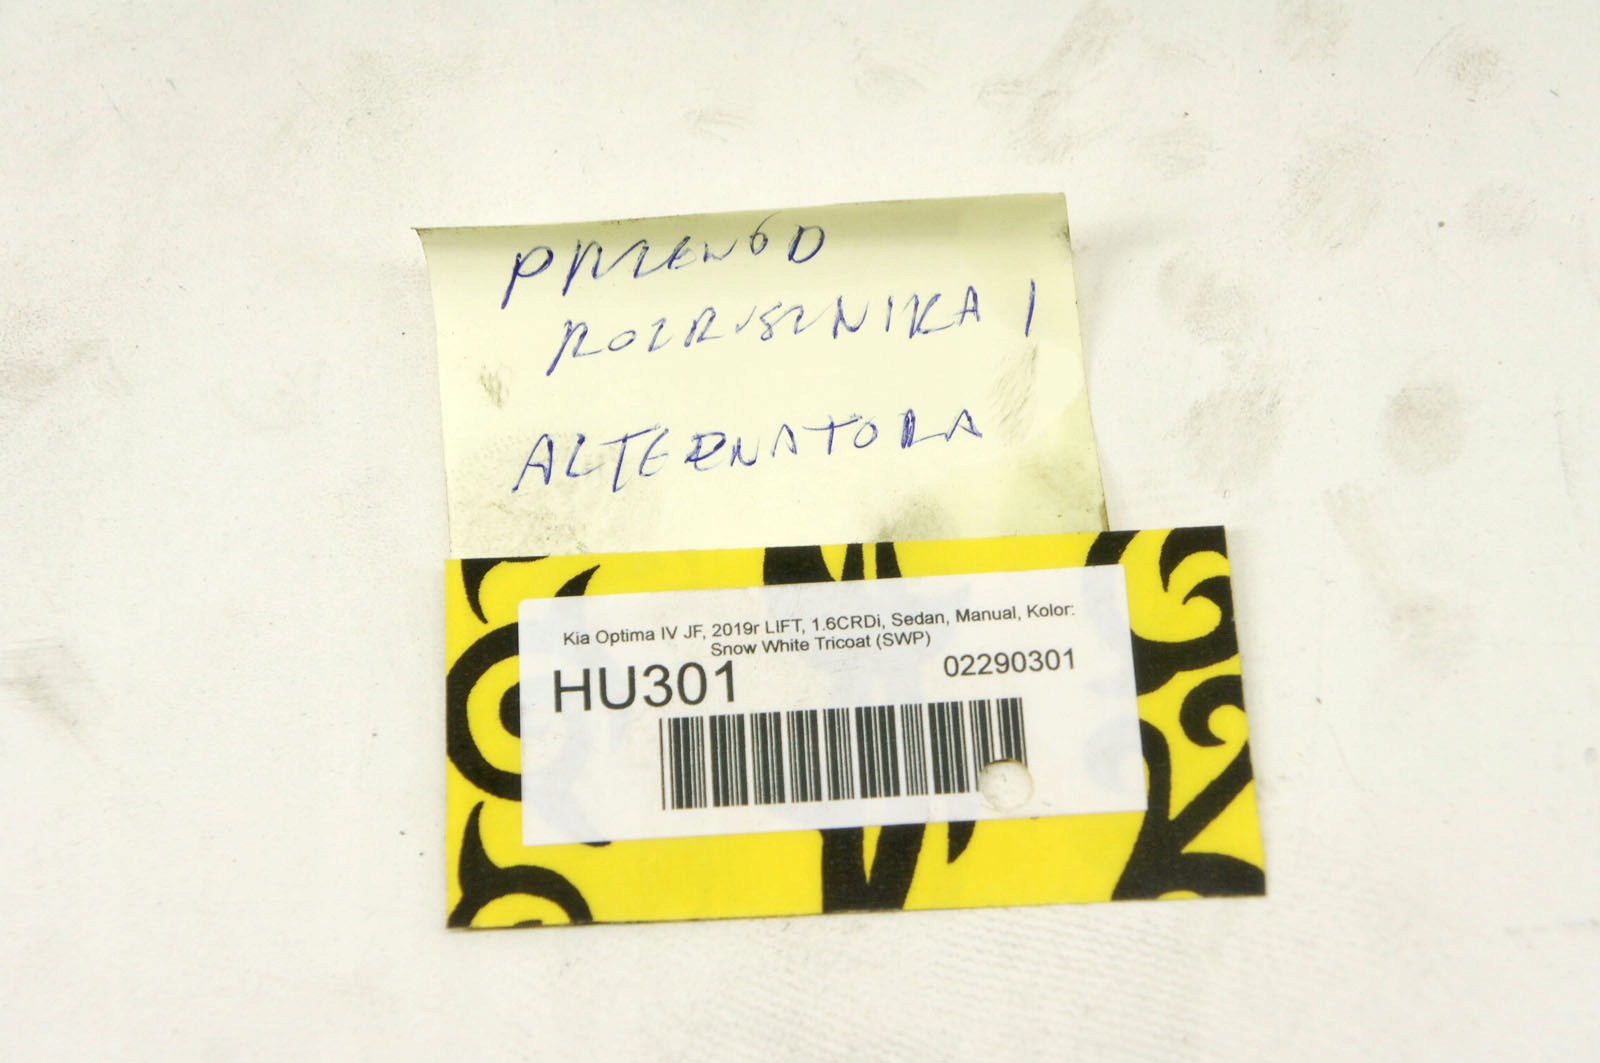 PRZEWÓD
ROZRUSZNIKA I
ALTERNATORA
Kia Optima IV JF, 2019r LIFT, 1.6CRDi, Sedan, Manual, Kolor:
Snow White Tricoat (SWP)
HU301 02290301